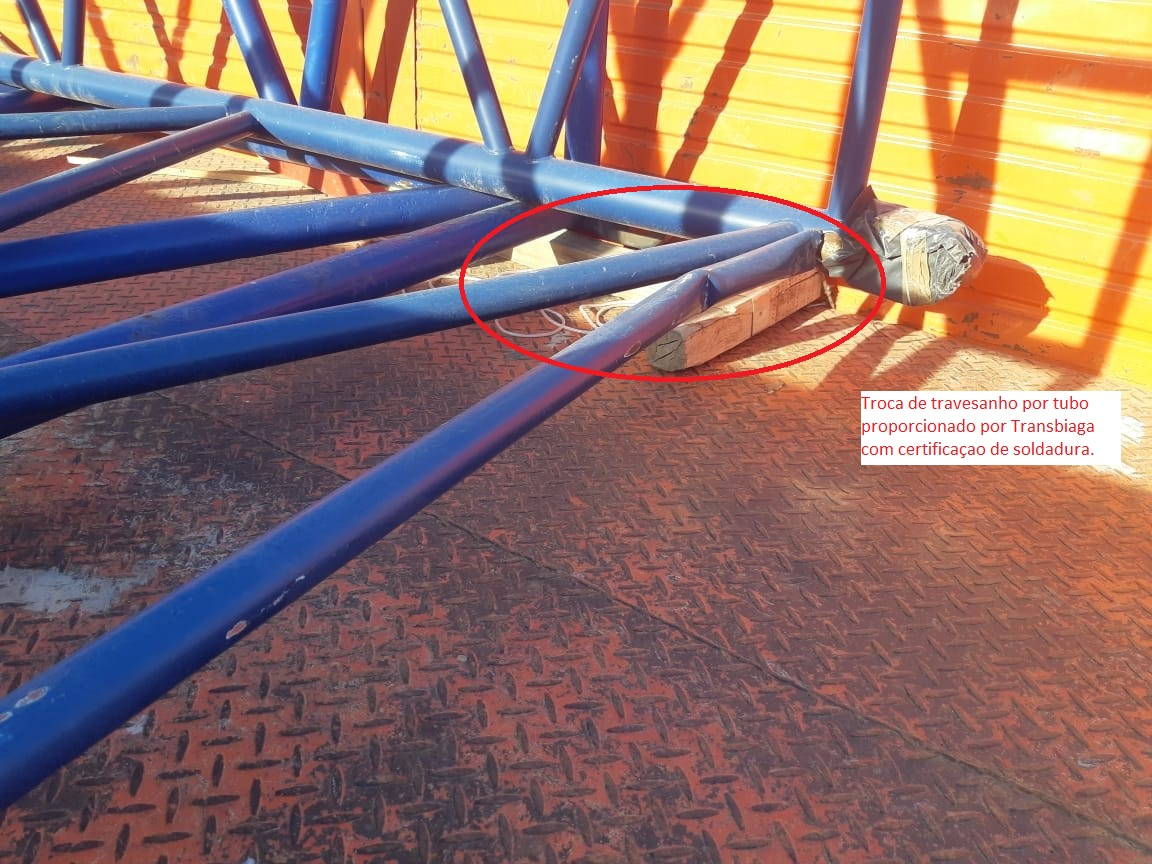 Troca de travesanho por tubo
proporcionado por Transbiaga
com certificaçao de soldadura.